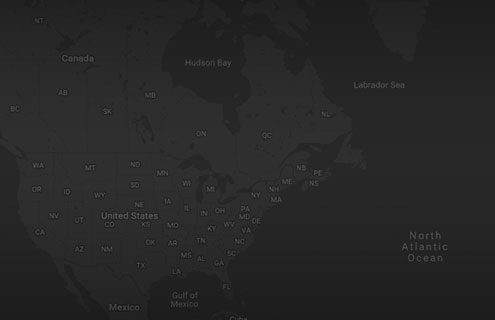 NT
Canada
Hudson Bay
Labrador Sea
AB
MB
BC
SK
NL
ON
QC
WA
MT
ND
MN
NB
PE
OR
ID
SD
WI
MI
ME
NS
WY
NH
NY
MA
NE
IA
NV
UT
United States
IL
IN
OH
PA
MD
DE
CO
KS
MO
KY
WV
VA
CA
OK
AR
TN
NC
AZ
NM
MS
AL
SC
GA
TX
LA
FL
North
Atlantic
Ocean
Gulf of
Mexico
Mexico
Cuba